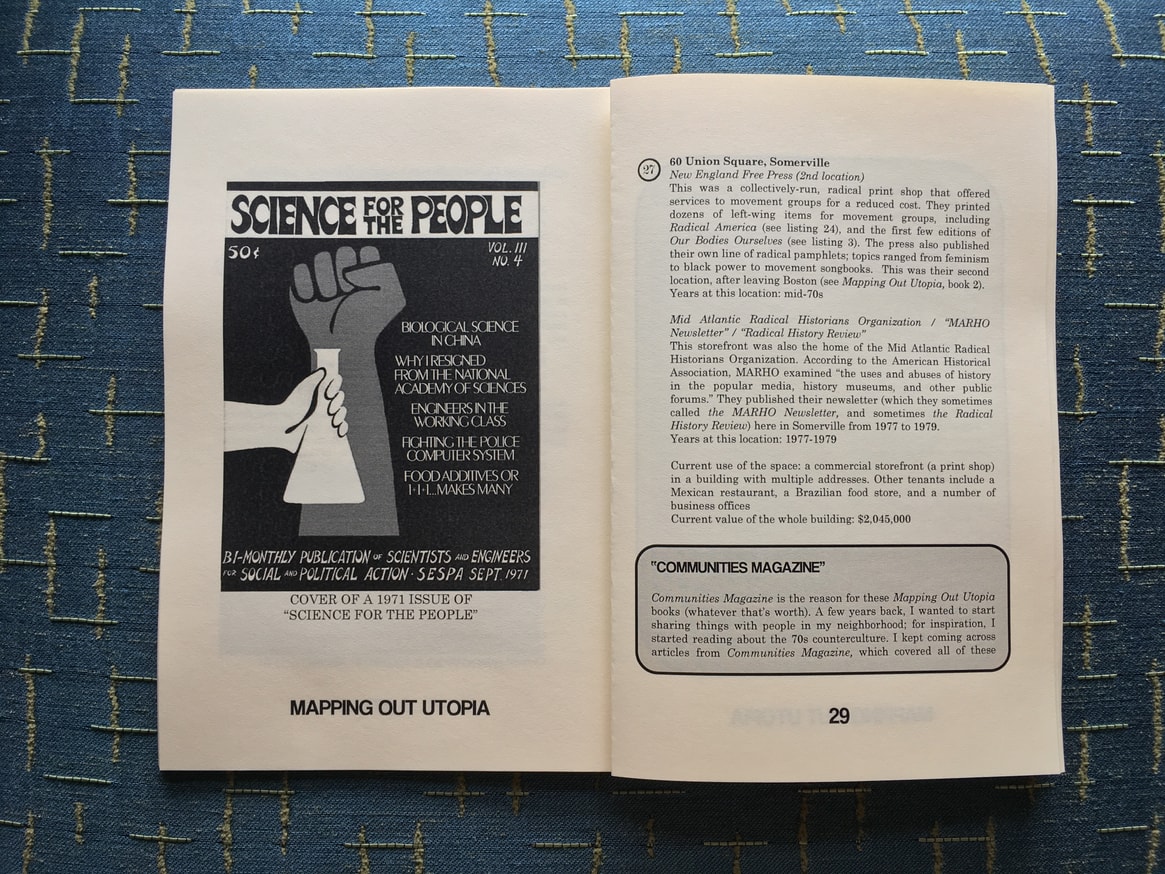 SCIENCE FOR THE PEOPLE
50¢
VOL. III
NO. 4
BIOLOGICAL SCIENCE
IN CHINA
WHY I RESIGNED
FROM THE NATIONAL
ACADEMY OF SCIENCES
ENGINEERS IN THE
WORKING CLASS
FIGHTING THE POLICE
COMPUTER SYSTEM
FOOD ADDITIVES OR
1+1+1...MAKES MANY
BI-MONTHLY PUBLICATION OF SCIENTISTS AND ENGINEERS
FOR SOCIAL AND POLITICAL ACTION · SESPA SEPT. 1971
COVER OF A 1971 ISSUE OF
“SCIENCE FOR THE PEOPLE”
MAPPING OUT UTOPIA
27
60 Union Square, Somerville
New England Free Press (2nd location)
This was a collectively-run, radical print shop that offered
services to movement groups for a reduced cost. They printed
dozens of left-wing items for movement groups, including
Radical America (see listing 24), and the first few editions of
Our Bodies Ourselves (see listing 3). The press also published
their own line of radical pamphlets; topics ranged from feminism
to black power to movement songbooks. This was their second
location, after leaving Boston (see Mapping Out Utopia, book 2).
Years at this location: mid-70s
Mid Atlantic Radical Historians Organization / “MARHO
Newsletter” / “Radical History Review”
This storefront was also the home of the Mid Atlantic Radical
Historians Organization. According to the American Historical
Association, MARHO examined “the uses and abuses of history
in the popular media, history museums, and other public
forums.” They published their newsletter (which they sometimes
called the MARHO Newsletter, and sometimes the Radical
History Review) here in Somerville from 1977 to 1979.
Years at this location: 1977-1979
Current use of the space: a commercial storefront (a print shop)
in a building with multiple addresses. Other tenants include a
Mexican restaurant, a Brazilian food store, and a number of
business offices
Current value of the whole building: $2,045,000
"COMMUNITIES MAGAZINE"
Communities Magazine is the reason for these Mapping Out Utopia
books (whatever that’s worth). A few years back, I wanted to start
sharing things with people in my neighborhood; for inspiration, I
started reading about the 70s counterculture. I kept coming across
articles from Communities Magazine, which covered all of these
29